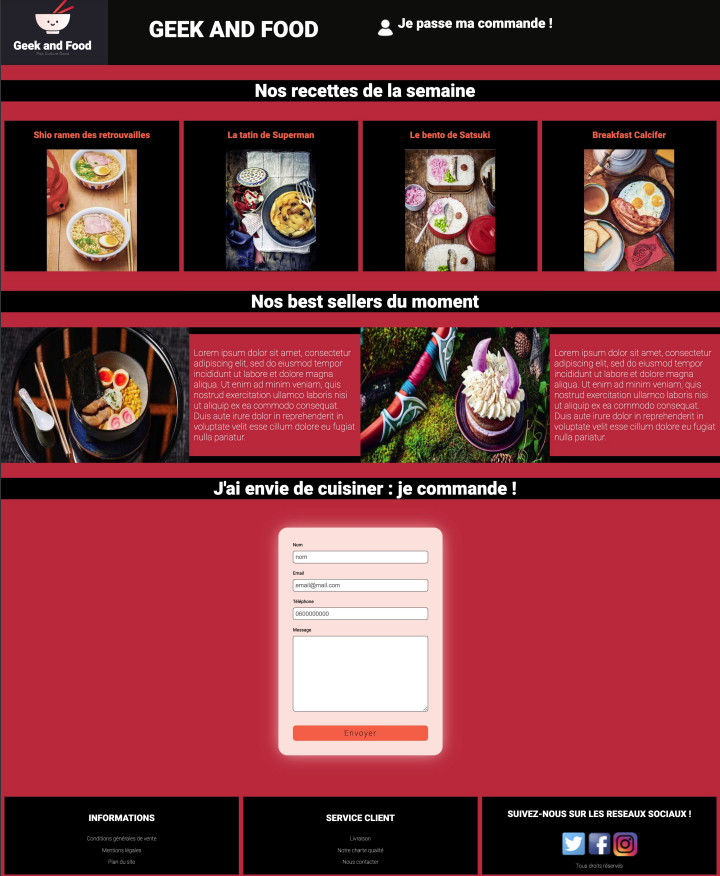 Geek and Food
Pop Culture Food
GEEK AND FOOD
Je passe ma commande !
Nos recettes de la semaine
Shio ramen des retrouvailles
La tatin de Superman
Le bento de Satsuki
Breakfast Calcifer
Nos best sellers du moment
Lorem ipsum dolor sit amet, consectetur
adipiscing elit, sed do eiusmod tempor
incididunt ut labore et dolore magna
aliqua. Ut enim ad minim veniam, quis
nostrud exercitation ullamco laboris nisi
ut aliquip ex ea commodo consequat.
Duis aute irure dolor in reprehenderit in
voluptate velit esse cillum dolore eu fugiat
nulla pariatur.
Lorem ipsum dolor sit amet, consectetur
adipiscing elit, sed do eiusmod tempor
incididunt ut labore et dolore magna
aliqua. Ut enim ad minim veniam, quis
nostrud exercitation ullamco laboris nisi
ut aliquip ex ea commodo consequat.
Duis aute irure dolor in reprehenderit in
voluptate velit esse cillum dolore eu fugiat
nulla pariatur.
J'ai envie de cuisiner : je commande !
Nom
nom
Email
email@mail.com
Téléphone
0600000000
Message
Envoyer
INFORMATIONS
Conditions générales de vente
Mentions légales
Plan du site
SERVICE CLIENT
Livraison
Notre charte qualité
Nous contacter
SUIVEZ-NOUS SUR LES RESEAUX SOCIAUX !
Tous droits réservés